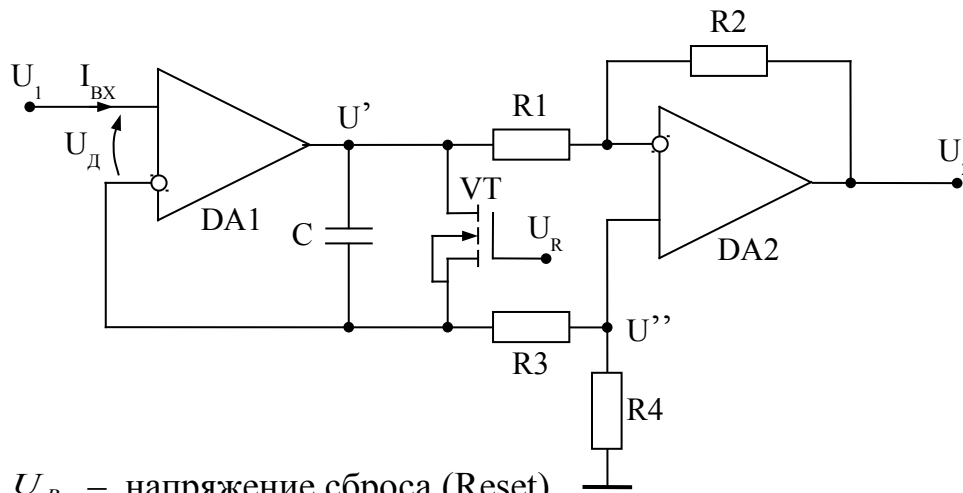 R2
U1
IВХ
U’
R1
UД
VT
U
DA1
C
UR
DA2
U’’
R3
R4
UR – напряжение сброса (Reset)